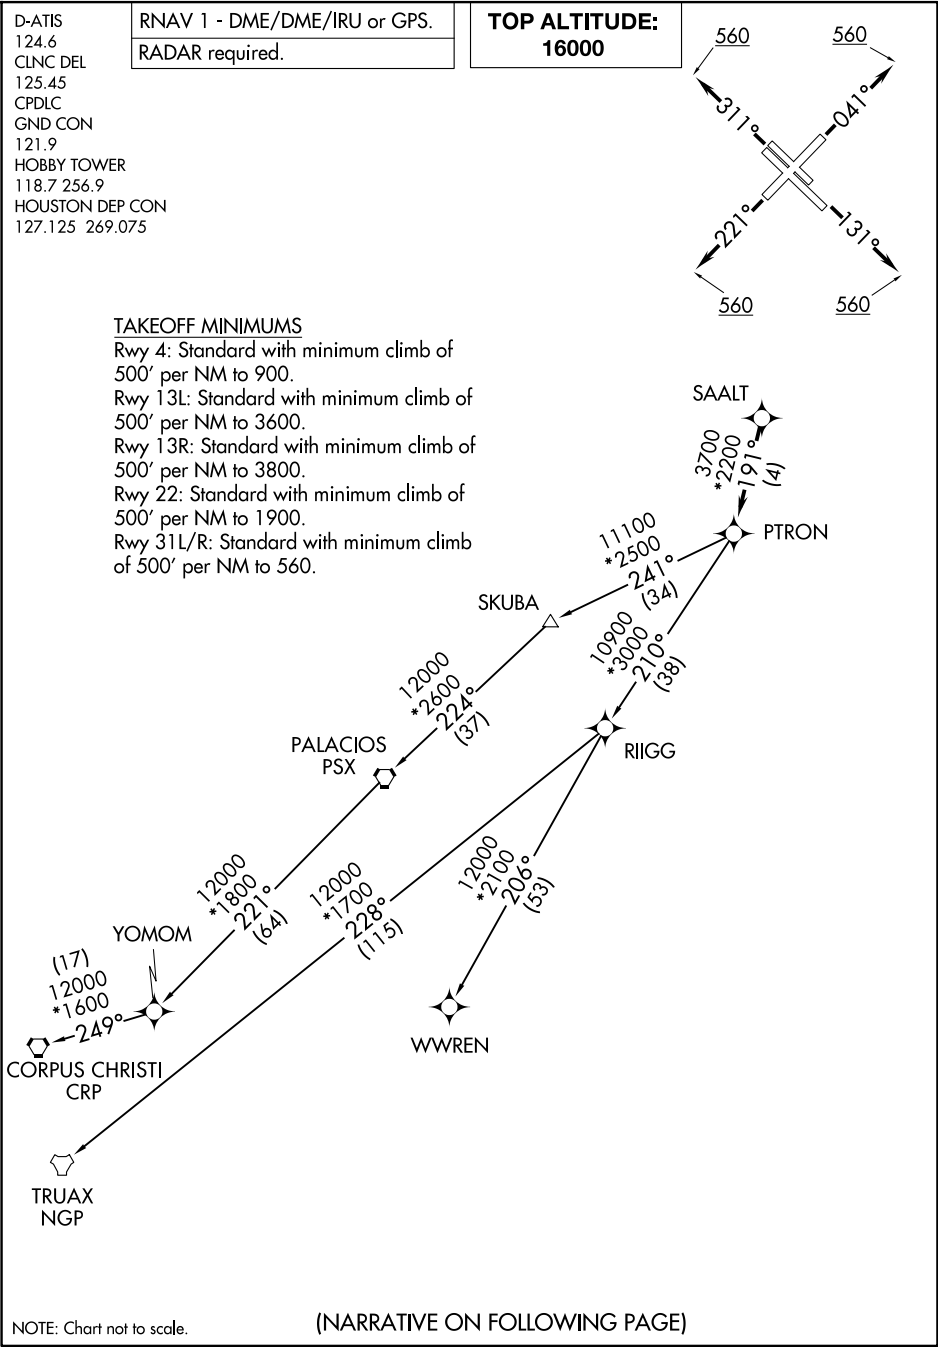 D-ATIS
124.6
CLNC DEL
125.45
CPDLC
GND CON
121.9
HOBBY TOWER
118.7 256.9
HOUSTON DEP CON
127.125 269.075
RNAV 1 - DME/DME/IRU or GPS.
RADAR required.
TOP ALTITUDE:
16000
560
560
311°
041°
221°
131°
560
560
TAKEOFF MINIMUMS
Rwy 4: Standard with minimum climb of
500' per NM to 900.
Rwy 13L: Standard with minimum climb of
500' per NM to 3600.
Rwy 13R: Standard with minimum climb of
500' per NM to 3800.
Rwy 22: Standard with minimum climb of
500' per NM to 1900.
Rwy 31L/R: Standard with minimum climb
of 500' per NM to 560.
SAALT
3700
*2200
191°
(4)
PTRON
11100
*2500
241°
(34)
SKUBA
10900
*3000
210°
(38)
RIIGG
12000
*2600
224°
(37)
PALACIOS
PSX
12000
*1800
221°
(64)
12000
*1700
228°
(115)
12000
*2100
206°
(53)
YOMOM
(17)
12000
*1600
249°
WWREN
CORPUS CHRISTI
CRP
TRUAX
NGP
NOTE: Chart not to scale.
(NARRATIVE ON FOLLOWING PAGE)